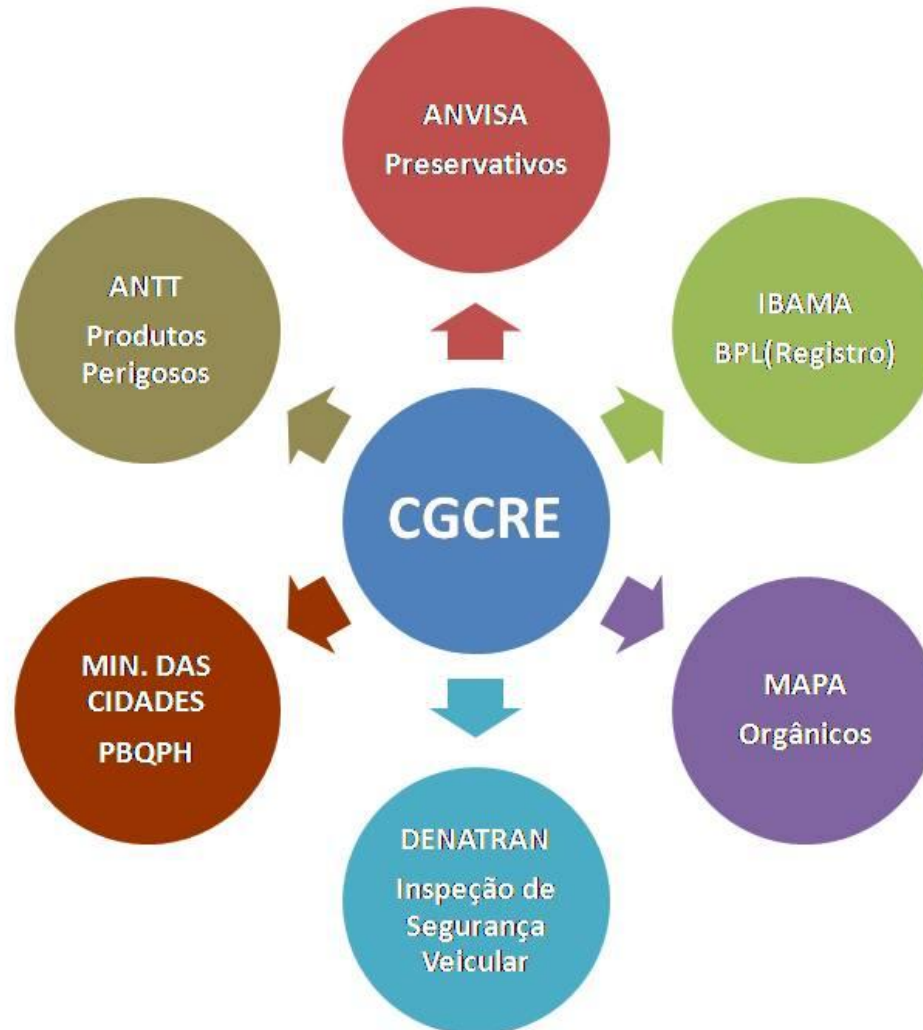 ANVISA
Preservativos
ANTT
Produtos
Perigosos
IBAMA
BPL(Registro)
CGCRE
MIN. DAS
CIDADES
PBQPH
MAPA
Orgânicos
DENATRAN
Inspeção de
Segurança
Veicular